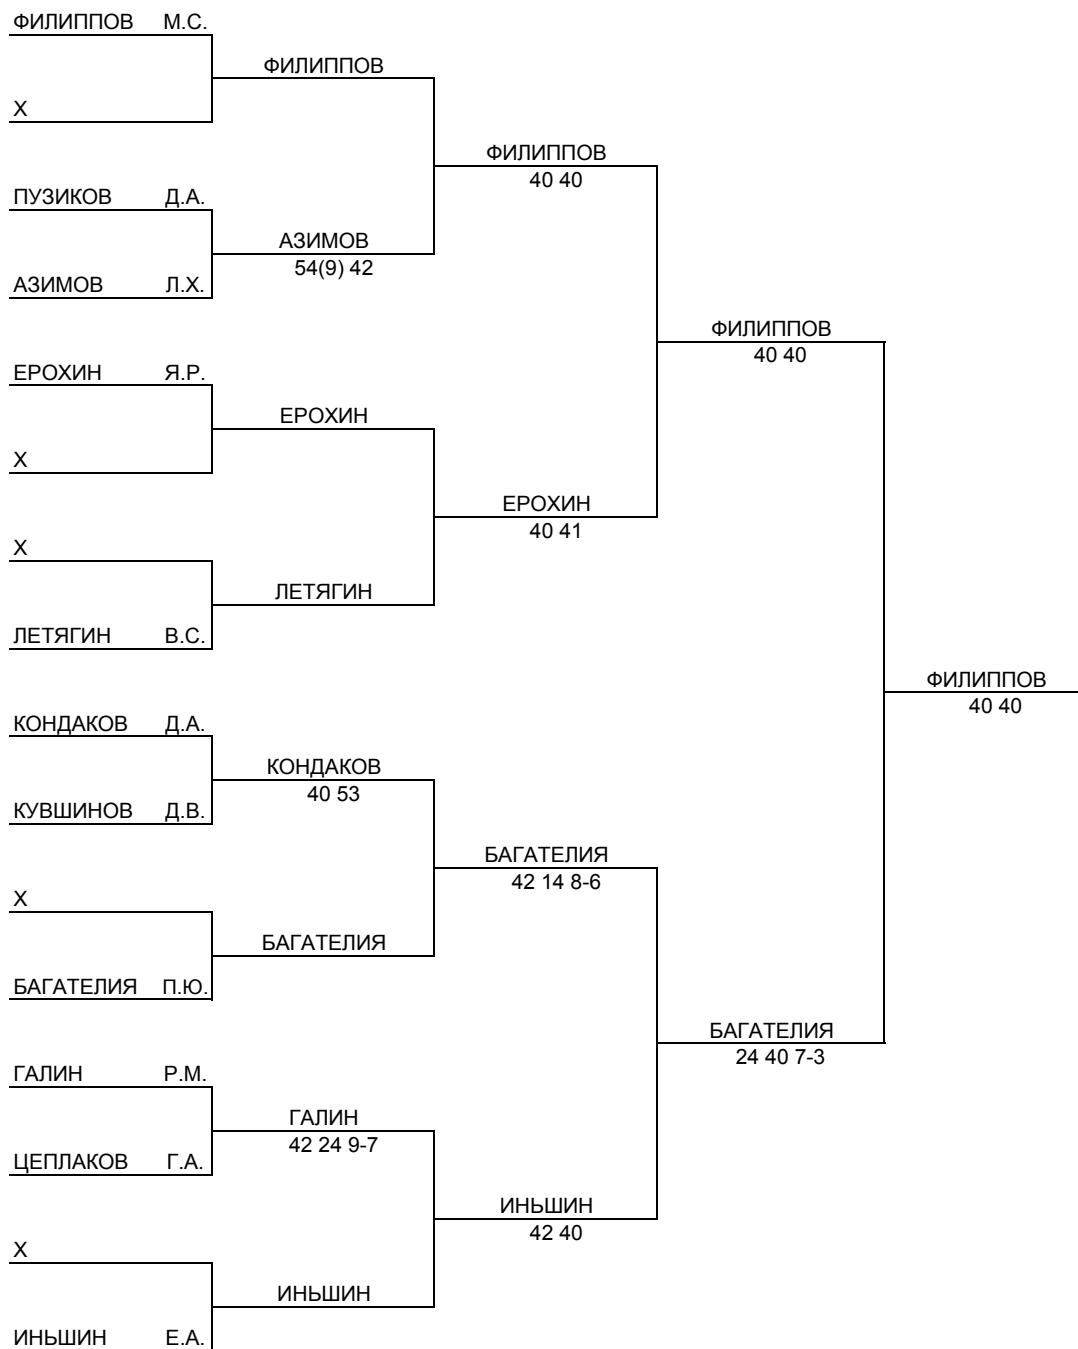 ФИЛИППОВ М.С.
ФИЛИППОВ
X
ФИЛИППОВ
40 40
ПУЗИКОВ Д.А.
АЗИМОВ
54(9) 42
АЗИМОВ Л.Х.
ФИЛИППОВ
40 40
ЕРОХИН Я.Р.
ЕРОХИН
X
ЕРОХИН
40 41
X
ЛЕТЯГИН
ЛЕТЯГИН В.С.
ФИЛИППОВ
40 40
КОНДАКОВ Д.А.
КОНДАКОВ
40 53
КУВШИНОВ Д.В.
БАГАТЕЛИЯ
42 14 8-6
X
БАГАТЕЛИЯ
БАГАТЕЛИЯ П.Ю.
БАГАТЕЛИЯ
24 40 7-3
ГАЛИН Р.М.
ГАЛИН
42 24 9-7
ЦЕПЛАКОВ Г.А.
ИНЬШИН
42 40
X
ИНЬШИН
ИНЬШИН Е.А.